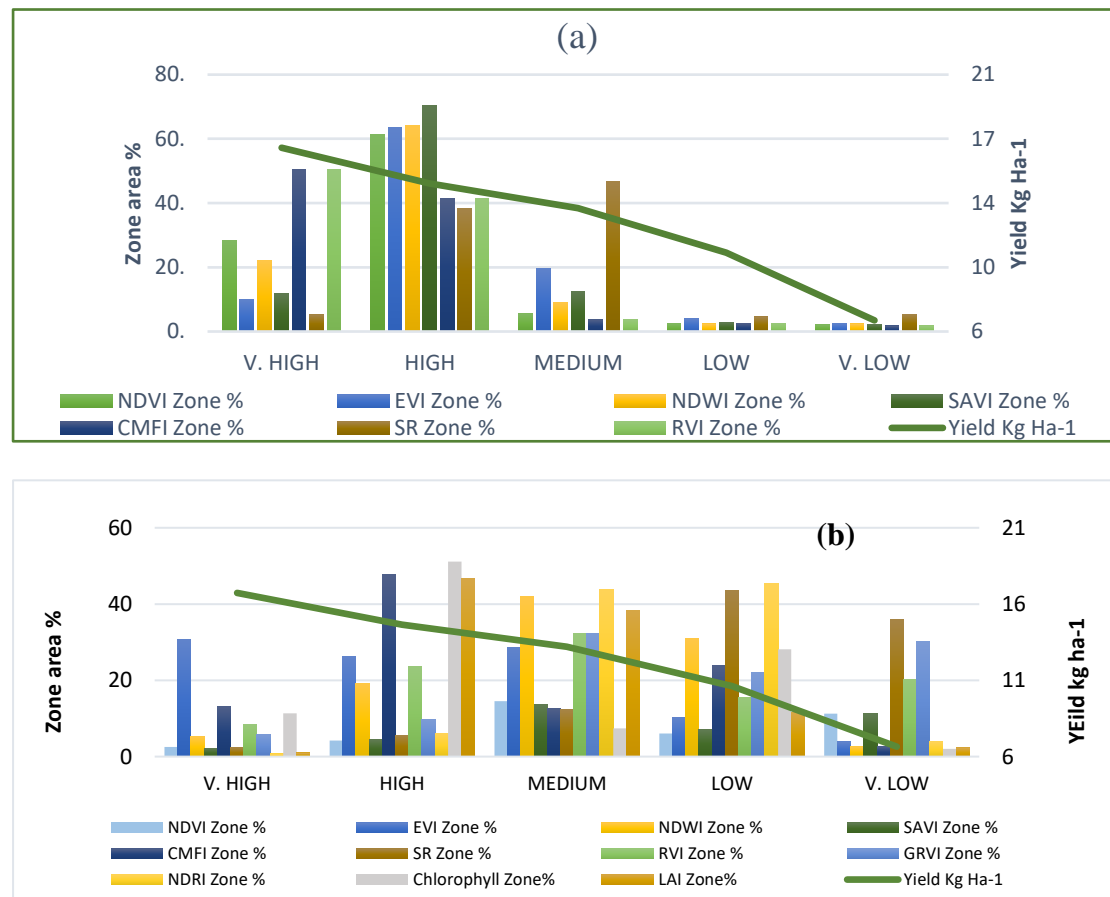 (a)
80.
60.
40.
20.
0.
Zone area %
21
17
14
10
6
Yield Kg Ha-1
V. HIGH HIGH MEDIUM LOW V. LOW
NDVI Zone % EVI Zone % NDWI Zone % SAVI Zone %
CMFI Zone % SR Zone % RVI Zone % Yield Kg Ha-1
(b)
60
40
20
0
Zone area %
21
16
11
6
YEild kg ha-1
V. HIGH HIGH MEDIUM LOW V. LOW
NDVI Zone % EVI Zone % NDWI Zone % SAVI Zone %
CMFI Zone % SR Zone % RVI Zone % GRVI Zone %
NDRI Zone % Chlorophyll Zone% LAI Zone% Yield Kg Ha-1